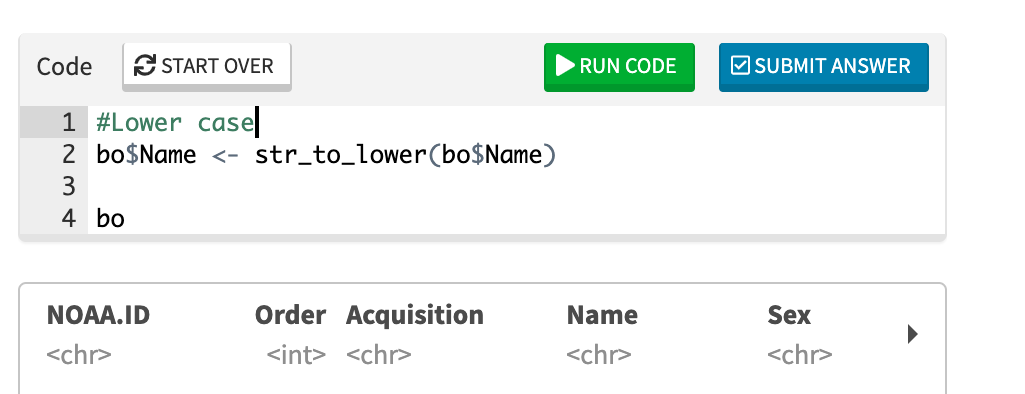 Code START OVER RUN CODE SUBMIT ANSWER
1 #Lower case
2 bo$Name <- str_to_lower(bo$Name)
3
4 bo
NOAA.ID Order Acquisition Name Sex
<chr> <int> <chr> <chr> <chr>